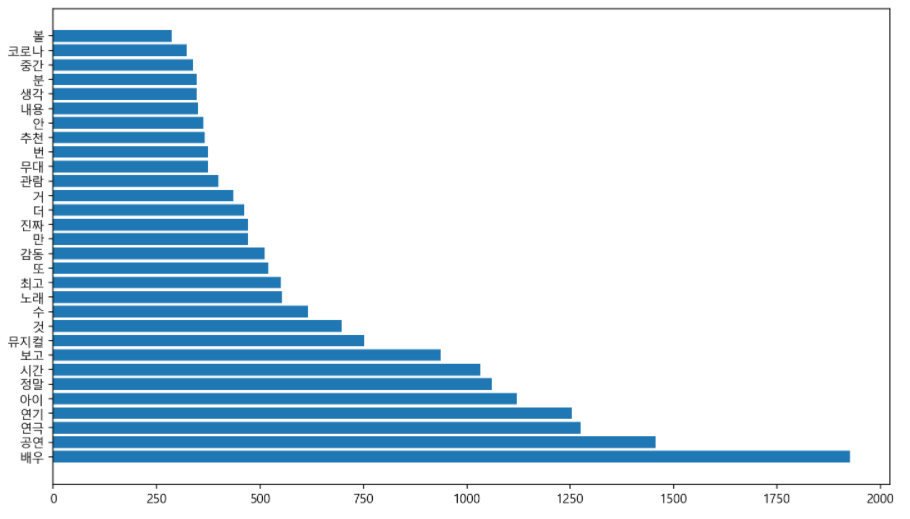 볼
코로나
중간
분
생각
내용
안
추천
번
무대
관람
거
더
진짜
만
감동
또
최고
노래
수
것
뮤지컬
보고
시간
정말
아이
연기
연극
공연
배우
0 250 500 750 1000 1250 1500 1750 2000